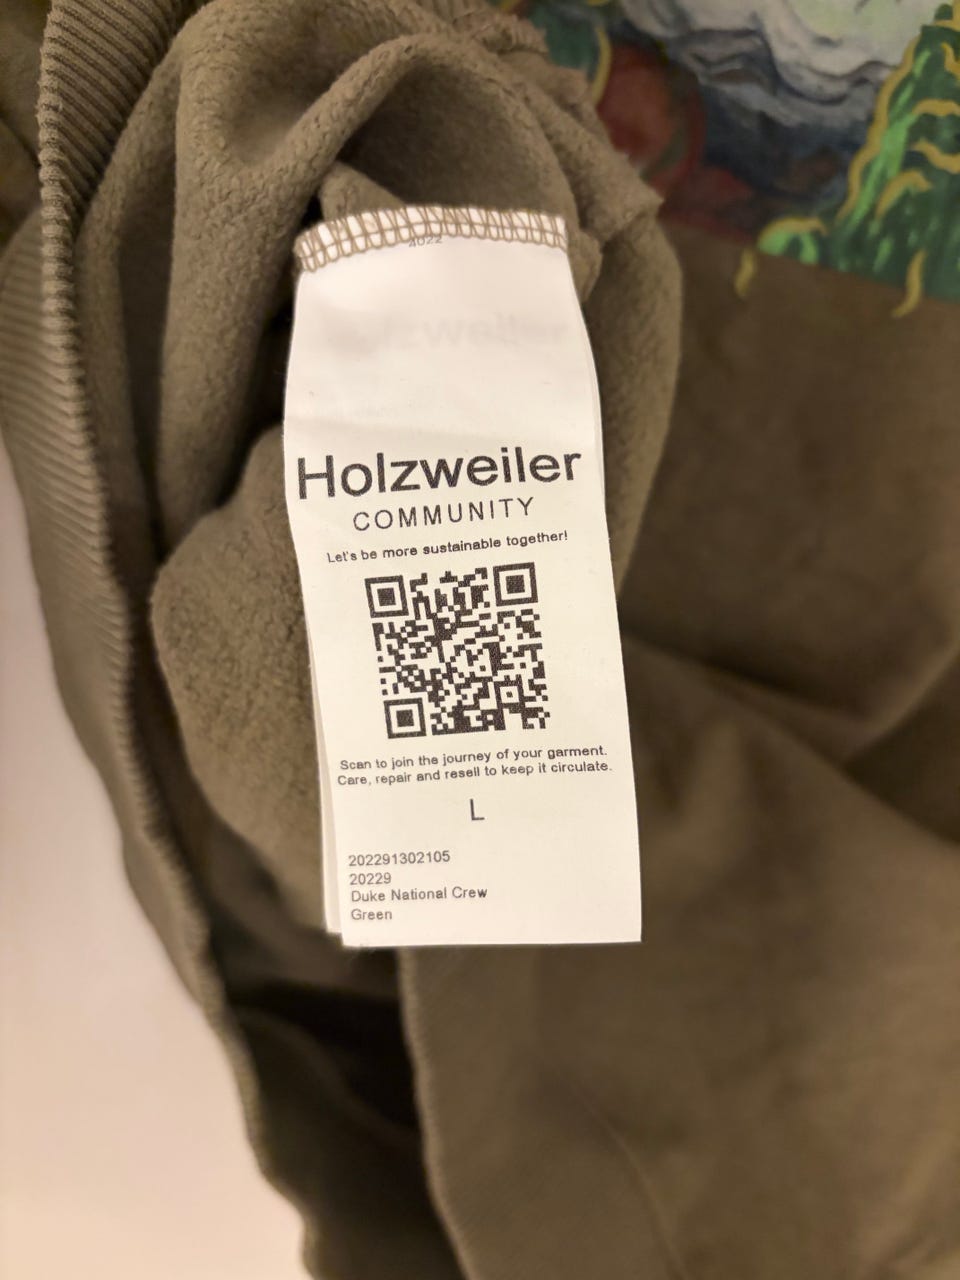 Holzweiler
COMMUNITY
Let's be more sustainable together!
Scan to join the journey of your garment.
Care, repair and resell to keep it circulate.
L
202291302105
20229
Duke National Crew
Green